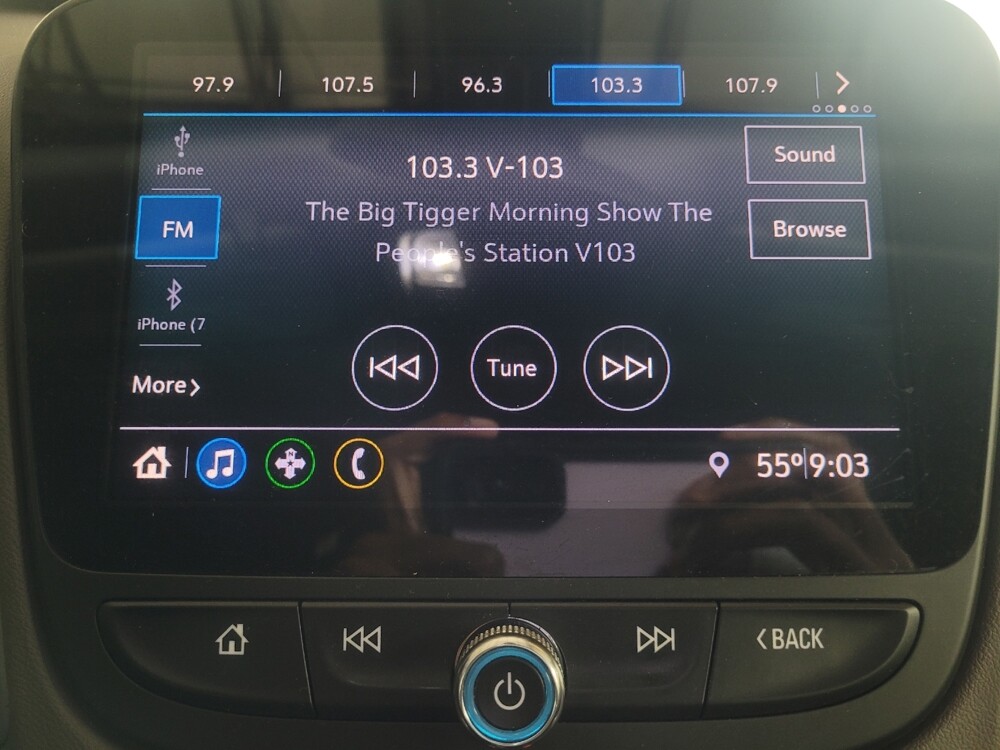 97.9 107.5 96.3 103.3 107.9
iPhone
103.3 V-103
Sound
FM
The Big Tigger Morning Show The
People's Station V103
Browse
iPhone (7
More
Tune
N
55° 9:03
BACK